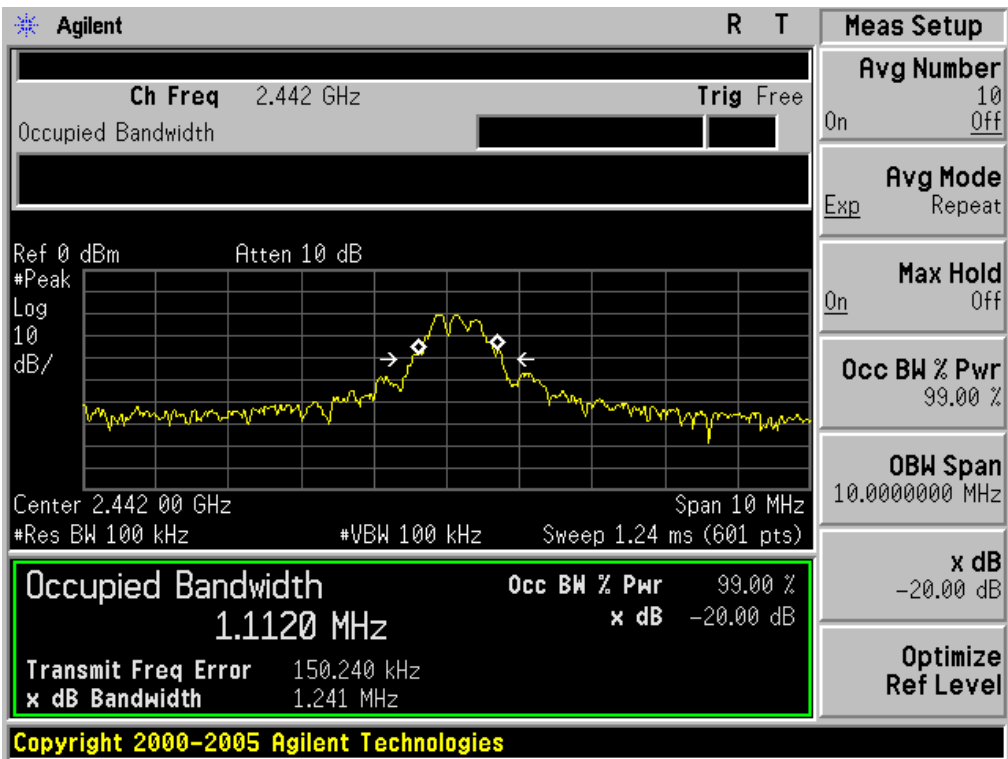 Agilent R T
Ch Freq 2.442 GHz Trig Free
Occupied Bandwidth
Ref 0 dBm Atten 10 dB
#Peak
Log
10
dB/
Center 2.442 00 GHz Span 10 MHz
#Res BW 100 kHz #VBW 100 kHz Sweep 1.24 ms (601 pts)
Occupied Bandwidth Occ BW % Pwr 99.00 %
1.1120 MHz x dB -20.00 dB
Transmit Freq Error 150.240 kHz
x dB Bandwidth 1.241 MHz
Copyright 2000-2005 Agilent Technologies
Meas Setup
Avg Number
10
On Off
Avg Mode
Exp Repeat
Max Hold
On Off
Occ BW % Pwr
99.00 %
OBW Span
10.0000000 MHz
x dB
-20.00 dB
Optimize
Ref Level